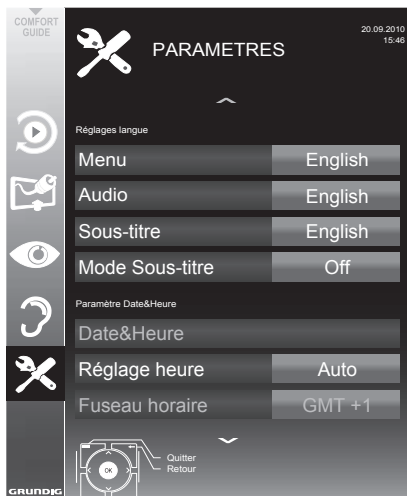 COMFORT
GUIDE
PARAMETRES
20.09.2010
15:46
Réglages langue
Menu English
Audio English
Sous-titre English
Mode Sous-titre Off
Paramètre Date&Heure
Date&Heure
Réglage heure Auto
Fuseau horaire GMT +1
OK
Quitter
Retour
GRUNDIG